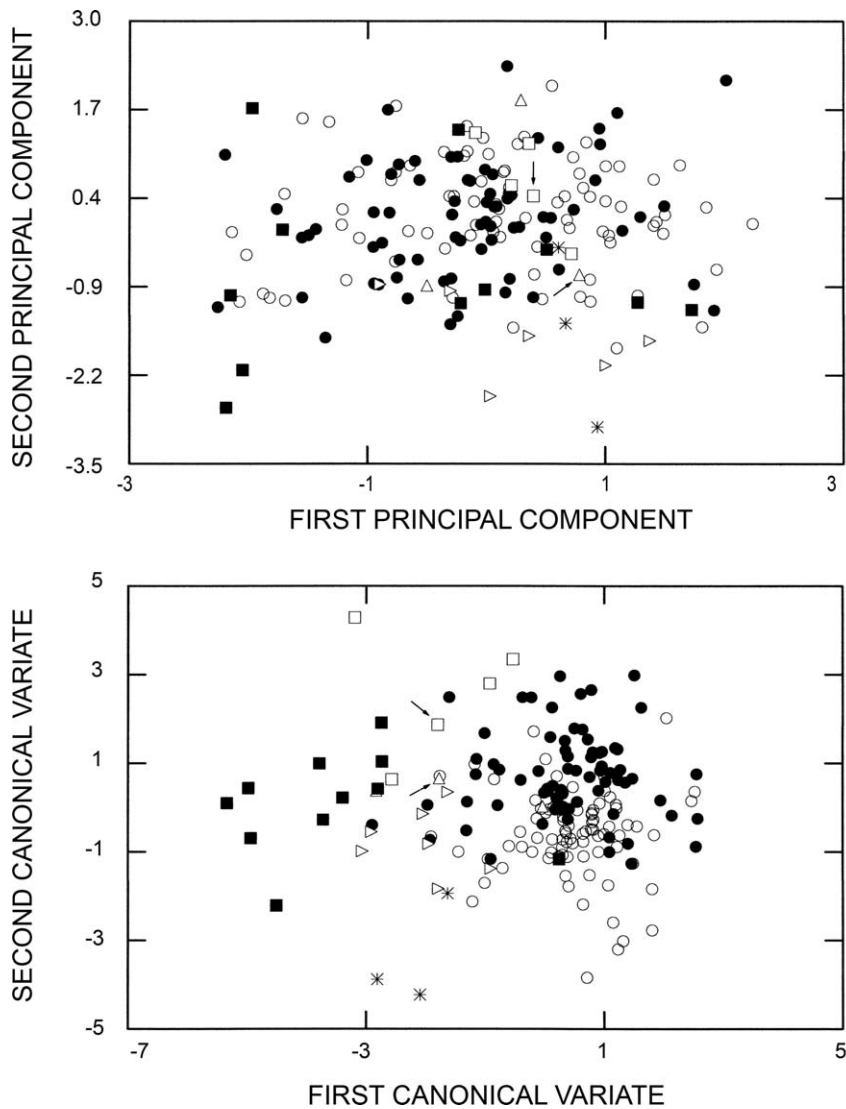 3.0
1.7
0.4
-0.9
-2.2
-3.5
SECOND PRINCIPAL COMPONENT
-3 -1 1 3
FIRST PRINCIPAL COMPONENT
5
3
1
-1
-3
-5
SECOND CANONICAL VARIATE
-7 -3 1 5
FIRST CANONICAL VARIATE